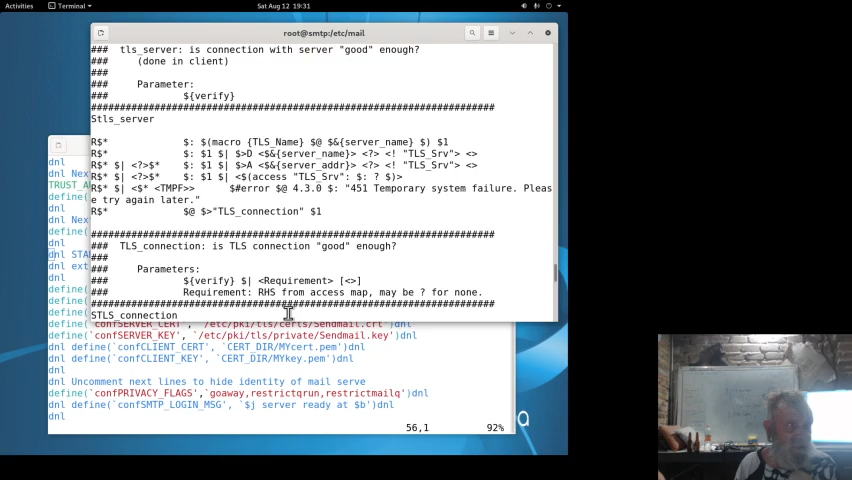 Activities
Terminal
Sat Aug 12 19:31
root@smtp:/etc/mail
### tls_server: is connection with server "good" enough?
### (done in client)
###
### Parameter:
### ${verify}
######################################################################
Stls_server
R$* $: $(macro {TLS_Name} $@ $&{server_name} $) $1
R$* $: $1 $| $>D <$&{server_name}> <?> <! "TLS_Srv"> <>
R$* $| <?>$* $: $1 $| $>A <$&{server_addr}> <?> <! "TLS_Srv"> <>
R$* $| <?>$* $: $1 $| <$(access "TLS_Srv": $: ? $)>
R$* $| <$* <TMPF>> $#error $@ 4.3.0 $: "451 Temporary system failure. Pleas
e try again later."
R$* $@ $>"TLS_connection" $1
######################################################################
### TLS_connection: is TLS connection "good" enough?
###
### Parameters:
### ${verify} $| <Requirement> [<>]
### Requirement: RHS from access map, may be ? for none.
######################################################################
STLS_connection
dnl
dnl Nex
TRUST_A
define(
dnl
dnl Nex
define(
dnl
dnl STA
dnl ext
define(
dnl
define(
define(
define(`confSERVER_CERT', `/etc/pki/tls/certs/Sendmail.crt')dnl
define(`confSERVER_KEY', `/etc/pki/tls/private/Sendmail.key')dnl
dnl define(`confCLIENT_CERT', `CERT_DIR/MYcert.pem')dnl
dnl define(`confCLIENT_KEY', `CERT_DIR/MYkey.pem')dnl
dnl
dnl Uncomment next lines to hide identity of mail serve
define(`confPRIVACY_FLAGS',`goaway,restrictqrun,restrictmailq')dnl
dnl define(`confSMTP_LOGIN_MSG', `$j server ready at $b')dnl
dnl
56,1 92%